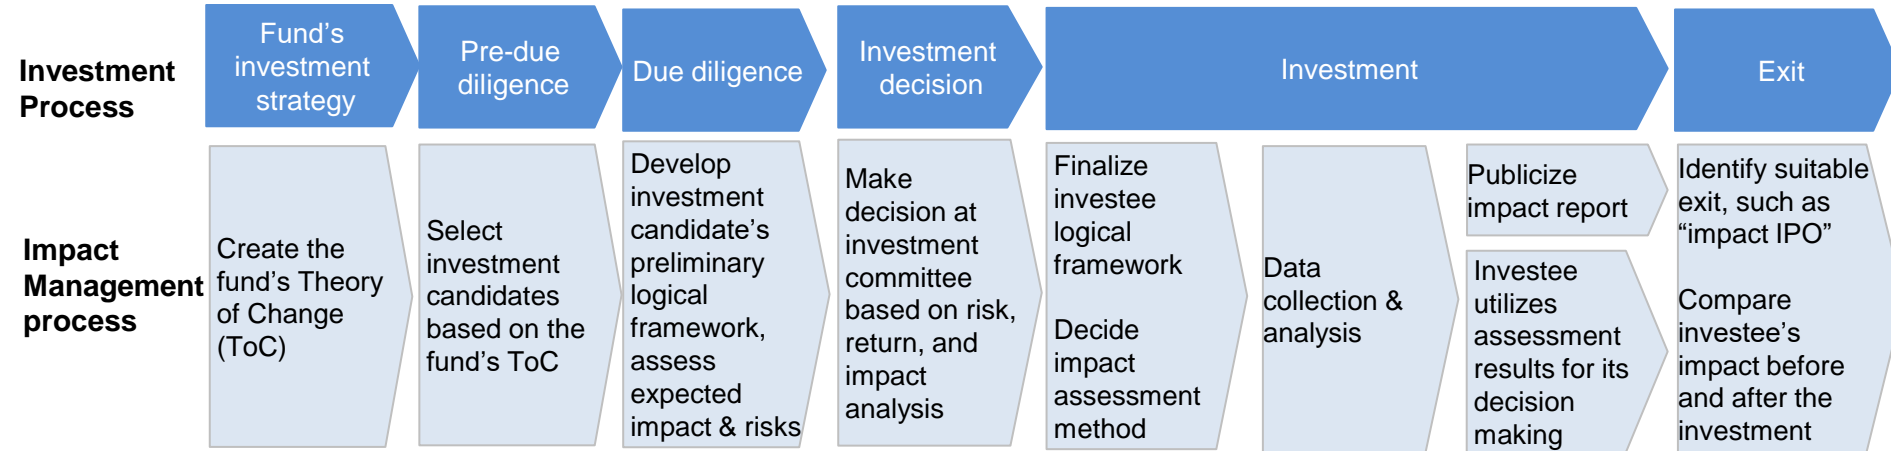 Investment
Process
Fund's
investment
strategy
Pre-due
diligence
Due diligence
Investment
decision
Investment
Exit
Impact
Management
process
Create the
fund's Theory
of Change
(ToC)
Select
investment
candidates
based on the
fund's ToC
Develop
investment
candidate's
preliminary
logical
framework,
assess
expected
impact & risks
Make
decision at
investment
committee
based on risk,
return, and
impact
analysis
Finalize
investee
logical
framework
Decide
impact
assessment
method
Data
collection &
analysis
Publicize
impact report
Investee
utilizes
assessment
results for its
decision
making
Identify suitable
exit, such as
“impact IPO”
Compare
investee's
impact before
and after the
investment